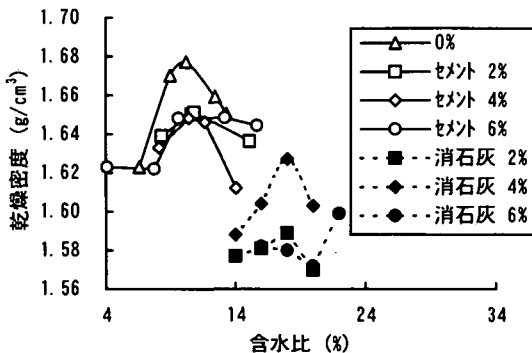 1.70
1.68
1.66
1.64
1.62
1.60
1.58
1.56
乾燥密度 (g/cm³)
4
14
24
34
含水比 (%)
0%
ｾﾒﾝﾄ 2%
ｾﾒﾝﾄ 4%
ｾﾒﾝﾄ 6%
消石灰 2%
消石灰 4%
消石灰 6%